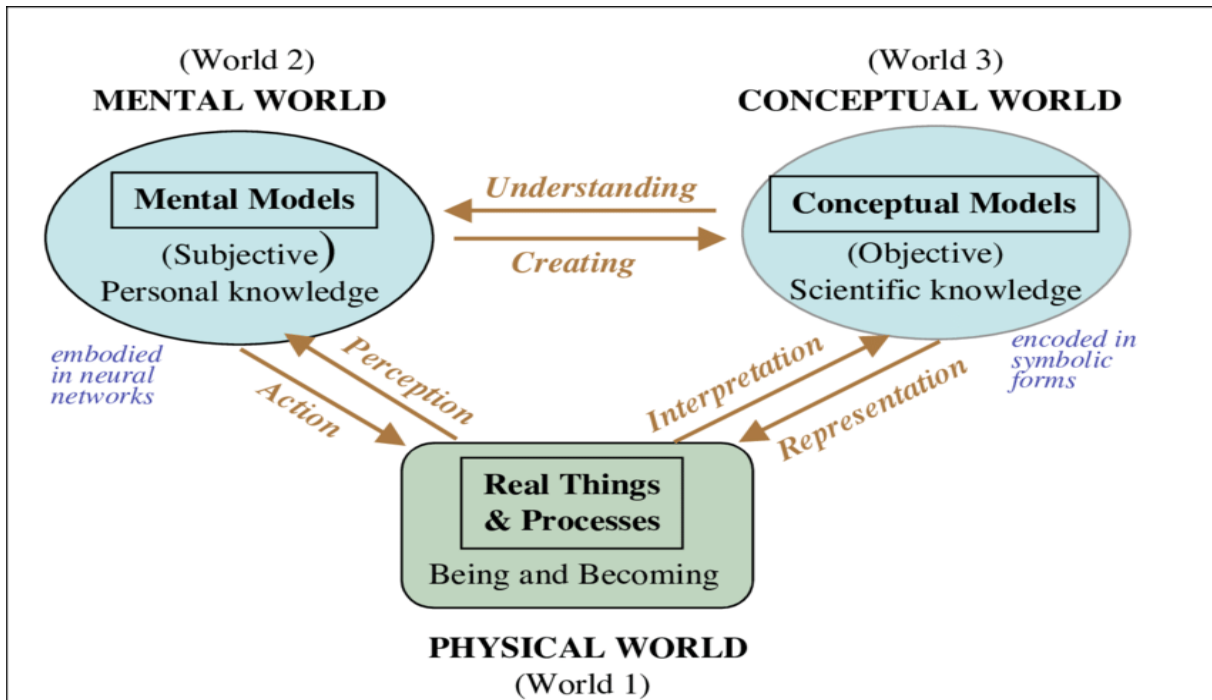 (World 2)
MENTAL WORLD
(World 3)
CONCEPTUAL WORLD
Mental Models
(Subjective)
Personal knowledge
Understanding
Creating
Conceptual Models
(Objective)
Scientific knowledge
embodied
in neural
networks
Action
Perception
Interpretation
Representation
encoded in
symbolic
forms
Real Things
& Processes
Being and Becoming
PHYSICAL WORLD
(World 1)